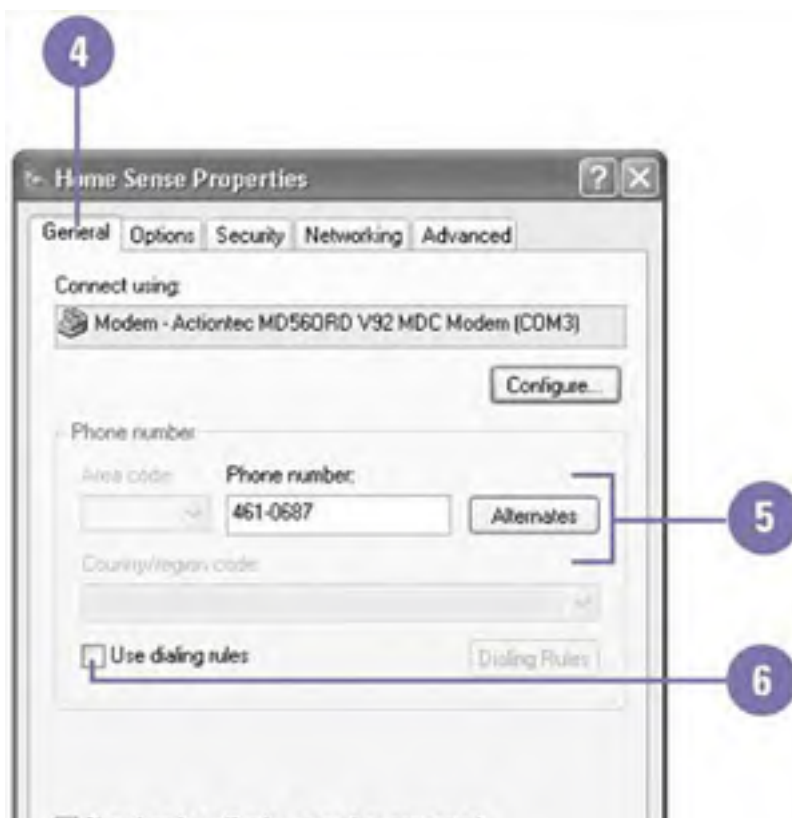 4
Home Sense Properties
General Options Security Networking Advanced
Connect using:
Modem - Actiontec MD560RD V92 MDC Modem (COM3)
Configure...
Phone number
Area code: Phone number:
461-0687 Alternates
5
Country/region code:
Use dialing rules Dialing Rules
6